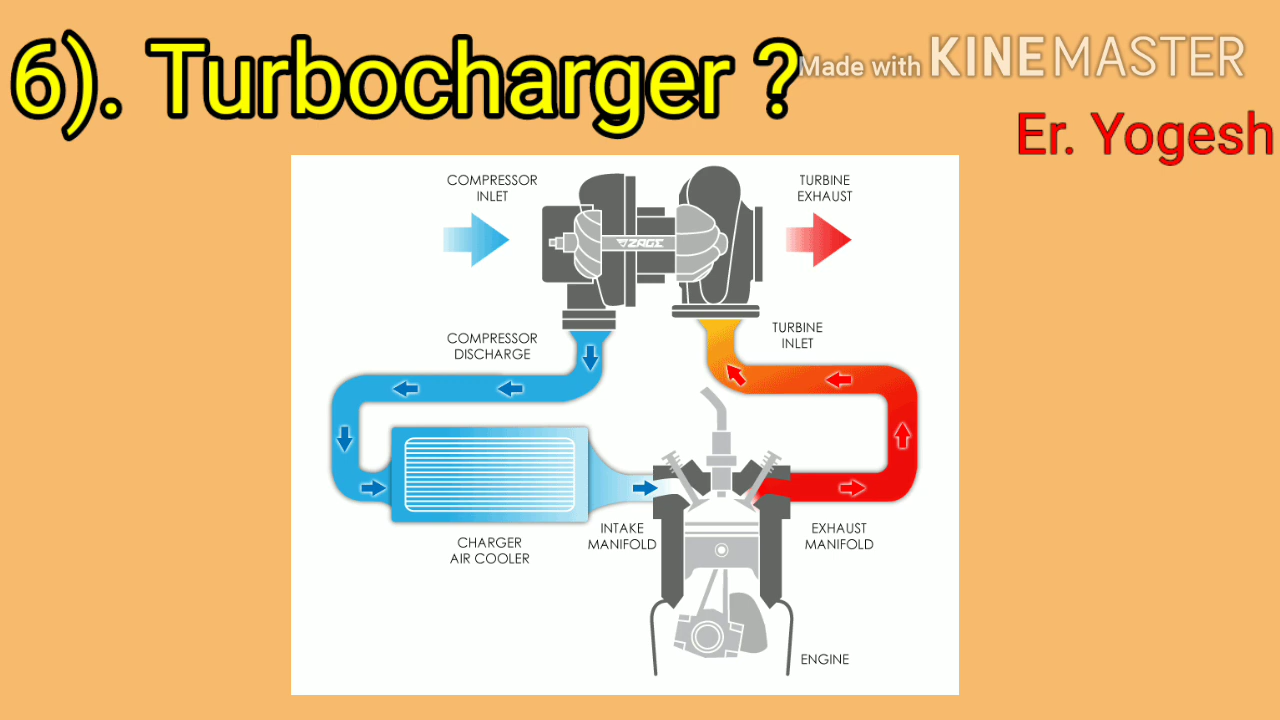 6). Turbocharger ?
Made with KINEMASTER
Er. Yogesh
COMPRESSOR
INLET
TURBINE
EXHAUST
ZAGE
COMPRESSOR
DISCHARGE
TURBINE
INLET
INTAKE
MANIFOLD
EXHAUST
MANIFOLD
CHARGER
AIR COOLER
ENGINE